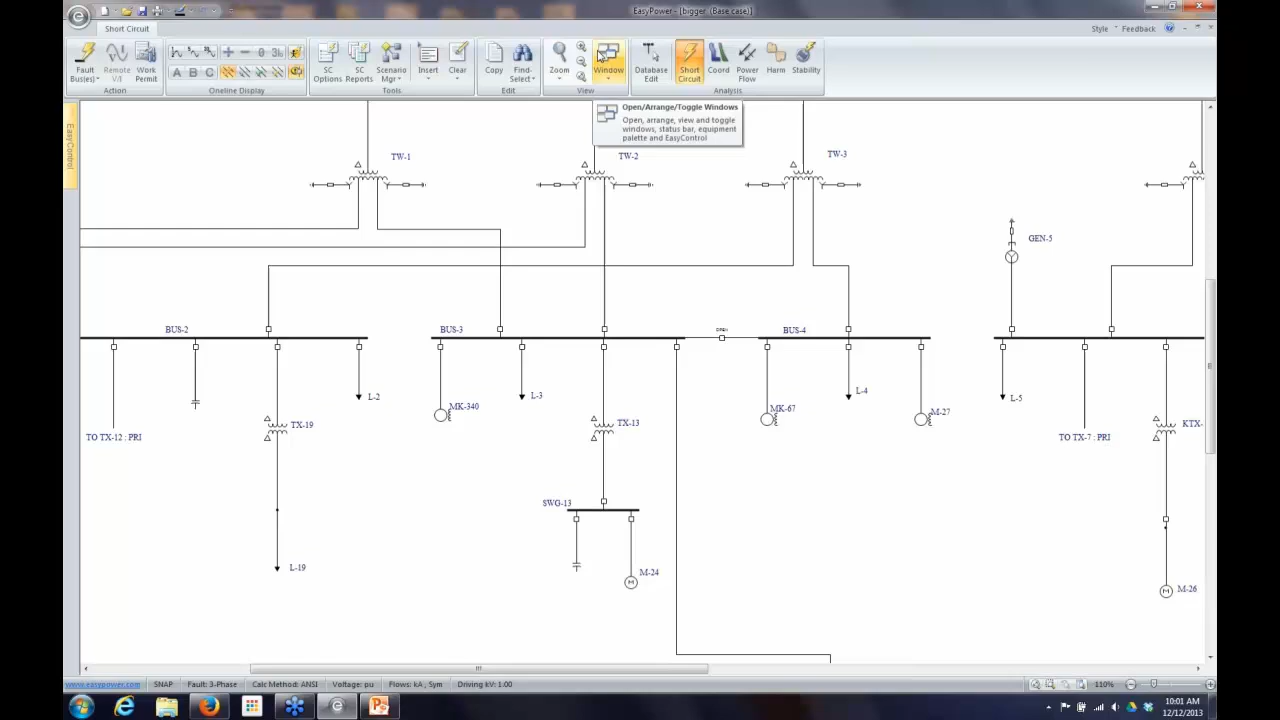 EasyPower - [bigger (Base case)]
Short Circuit
Style
Feedback
Fault
Bus(es)
Remote
V/I
Work
Permit
Action
A B C
Oneline Display
SC
Options
SC
Reports
Scenario
Mgr
Insert
Clear
Tools
Copy
Find-
Select
Edit
Zoom
Window
View
Database
Edit
Short
Circuit
Coord
Power
Flow
Harm
Stability
Analysis
Open/Arrange/Toggle Windows
Open, arrange, view and toggle
windows, status bar, equipment
palette and EasyControl
EasyControl
TW-1
TW-2
TW-3
GEN-5
BUS-2
BUS-3
OPEN
BUS-4
L-2
L-3
L-4
L-5
MK-340
MK-67
M-27
TO TX-12 : PRI
TX-19
TX-13
TO TX-7 : PRI
KTX-
SWG-13
L-19
M
M-24
M
M-26
www.easypower.com
SNAP
Fault: 3-Phase
Calc Method: ANSI
Voltage: pu
Flows: kA , Sym
Driving kV: 1.00
110%
10:01 AM
12/12/2013